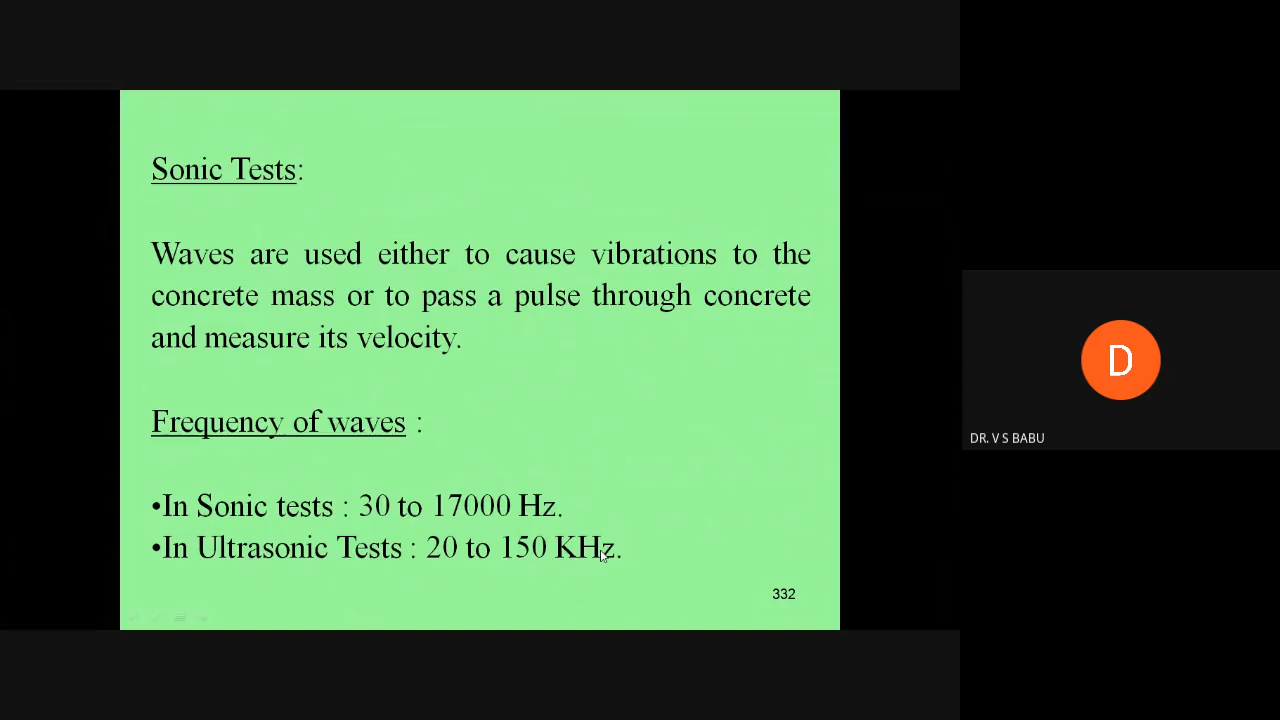 Sonic Tests:
Waves are used either to cause vibrations to the
concrete mass or to pass a pulse through concrete
and measure its velocity.
Frequency of waves :
•In Sonic tests : 30 to 17000 Hz.
•In Ultrasonic Tests : 20 to 150 KHz.
332
D
DR. V S BABU